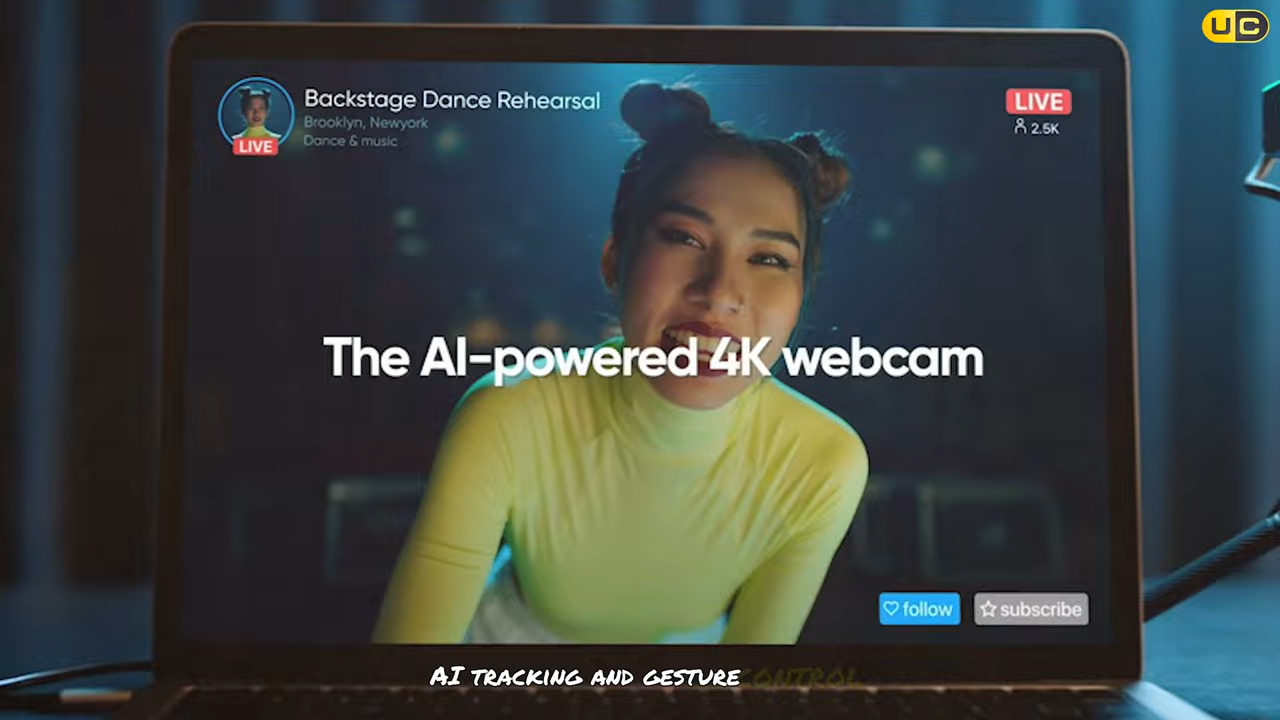 UC
Backstage Dance Rehearsal
LIVE
Brooklyn, Newyork
2.5K
Dance & music
LIVE
The AI-powered 4K webcam
follow
subscribe
AI TRACKING AND GESTURE CONTROL